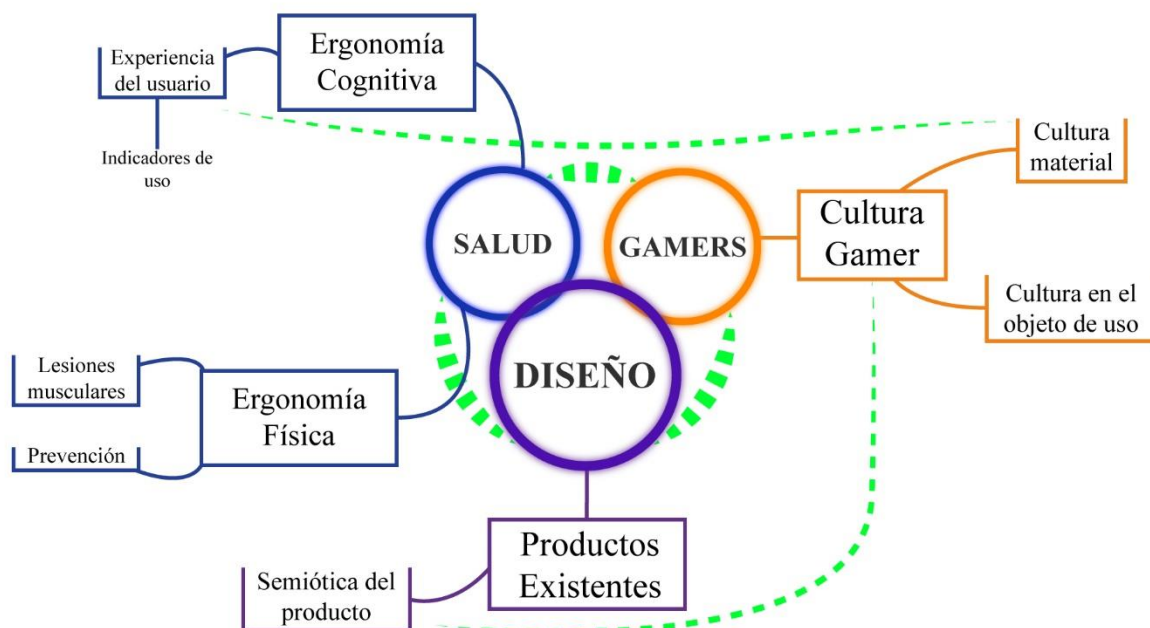 Experiencia
del usuario
Indicadores de
uso
Ergonomía
Cognitiva
SALUD
GAMERS
DISEÑO
Cultura
Gamer
Cultura
material
Cultura en el
objeto de uso
Lesiones
musculares
Prevención
Ergonomía
Física
Productos
Existentes
Semiótica del
producto